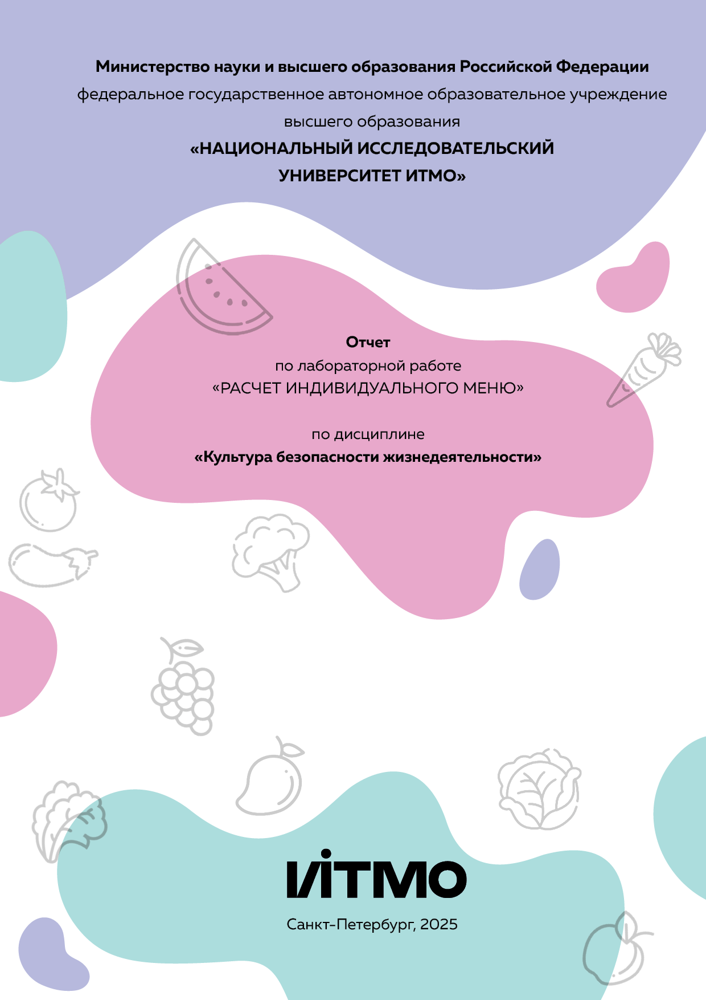 Министерство науки и высшего образования Российской Федерации
федеральное государственное автономное образовательное учреждение
высшего образования
«НАЦИОНАЛЬНЫЙ ИССЛЕДОВАТЕЛЬСКИЙ
УНИВЕРСИТЕТ ИТМО»
Отчет
по лабораторной работе
«РАСЧЕТ ИНДИВИДУАЛЬНОГО МЕНЮ»
по дисциплине
«Культура безопасности жизнедеятельности»
ИТМО
Санкт-Петербург, 2025